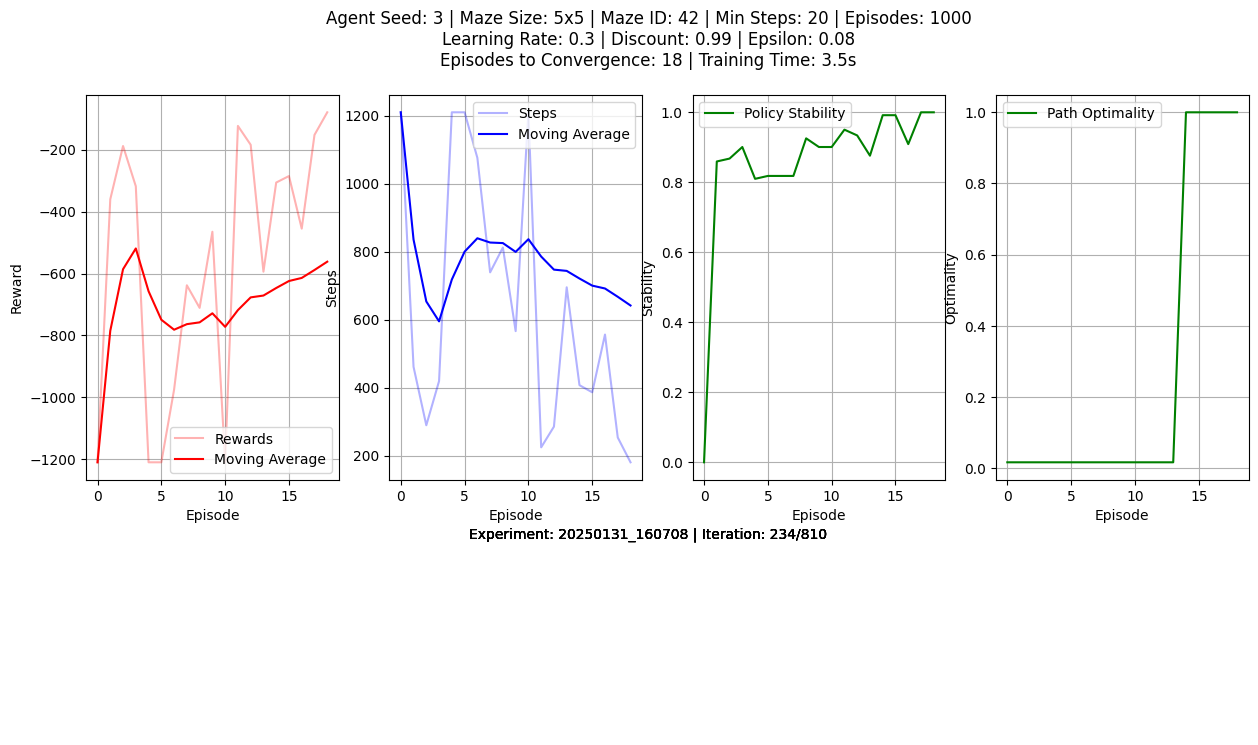 Agent Seed: 3 | Maze Size: 5x5 | Maze ID: 42 | Min Steps: 20 | Episodes: 1000
Learning Rate: 0.3 | Discount: 0.99 | Epsilon: 0.08
Episodes to Convergence: 18 | Training Time: 3.5s
Reward
−200
−400
−600
−800
−1000
−1200
Rewards
Moving Average
0
5
10
15
Episode
Steps
1200
1000
800
600
400
200
Steps
Moving Average
0
5
10
15
Episode
Stability
1.0
0.8
0.6
0.4
0.2
0.0
Policy Stability
0
5
10
15
Episode
Optimality
1.0
0.8
0.6
0.4
0.2
0.0
Path Optimality
0
5
10
15
Episode
Experiment: 20250131_160708 | Iteration: 234/810